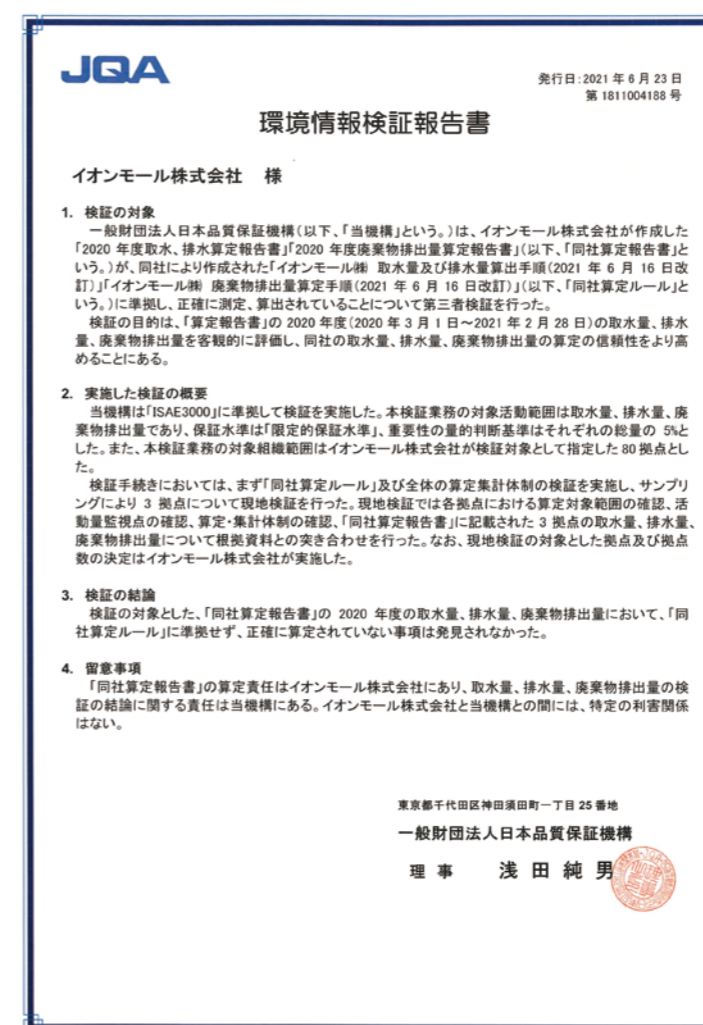 JQA
発行日:2021 年 6 月 23 日
第 1811004188 号
環境情報検証報告書
イオンモール株式会社 様
1. 検証の対象
一般財団法人日本品質保証機構(以下、「当機構」という。)は、イオンモール株式会社が作成した
「2020 年度取水、排水算定報告書」「2020 年度廃棄物排出量算定報告書」(以下、「同社算定報告書」と
いう。)が、同社により作成された「イオンモール㈱ 取水量及び排水量算出手順(2021 年 6 月 16 日改
訂)」「イオンモール㈱ 廃棄物排出量算定手順(2021 年 6 月 16 日改訂)」(以下、「同社算定ルール」と
いう。)に準拠し、正確に測定、算出されていることについて第三者検証を行った。
検証の目的は、「算定報告書」の 2020 年度(2020 年 3 月 1 日～2021 年 2 月 28 日)の取水量、排水
量、廃棄物排出量を客観的に評価し、同社の取水量、排水量、廃棄物排出量の算定の信頼性をより高
めることにある。
2. 実施した検証の概要
当機構は「ISAE3000」に準拠して検証を実施した。本検証業務の対象活動範囲は取水量、排水量、廃
棄物排出量であり、保証水準は「限定的保証水準」、重要性の量的判断基準はそれぞれの総量の 5%と
した。また、本検証業務の対象組織範囲はイオンモール株式会社が検証対象として指定した 80 拠点とし
た。
検証手続きにおいては、まず「同社算定ルール」及び全体の算定集計体制の検証を実施し、サンプリ
ングにより 3 拠点について現地検証を行った。現地検証では各拠点における算定対象範囲の確認、活
動量監視点の確認、算定・集計体制の確認、「同社算定報告書」に記載された 3 拠点の取水量、排水量、
廃棄物排出量について根拠資料との突き合わせを行った。なお、現地検証の対象とした拠点及び拠点
数の決定はイオンモール株式会社が実施した。
3. 検証の結論
検証の対象とした、「同社算定報告書」の 2020 年度の取水量、排水量、廃棄物排出量において、「同
社算定ルール」に準拠せず、正確に算定されていない事項は発見されなかった。
4. 留意事項
「同社算定報告書」の算定責任はイオンモール株式会社にあり、取水量、排水量、廃棄物排出量の検
証の結論に関する責任は当機構にある。イオンモール株式会社と当機構との間には、特定の利害関係
はない。
東京都千代田区神田須田町一丁目 25 番地
一般財団法人日本品質保証機構
理 事 浅 田 純 男